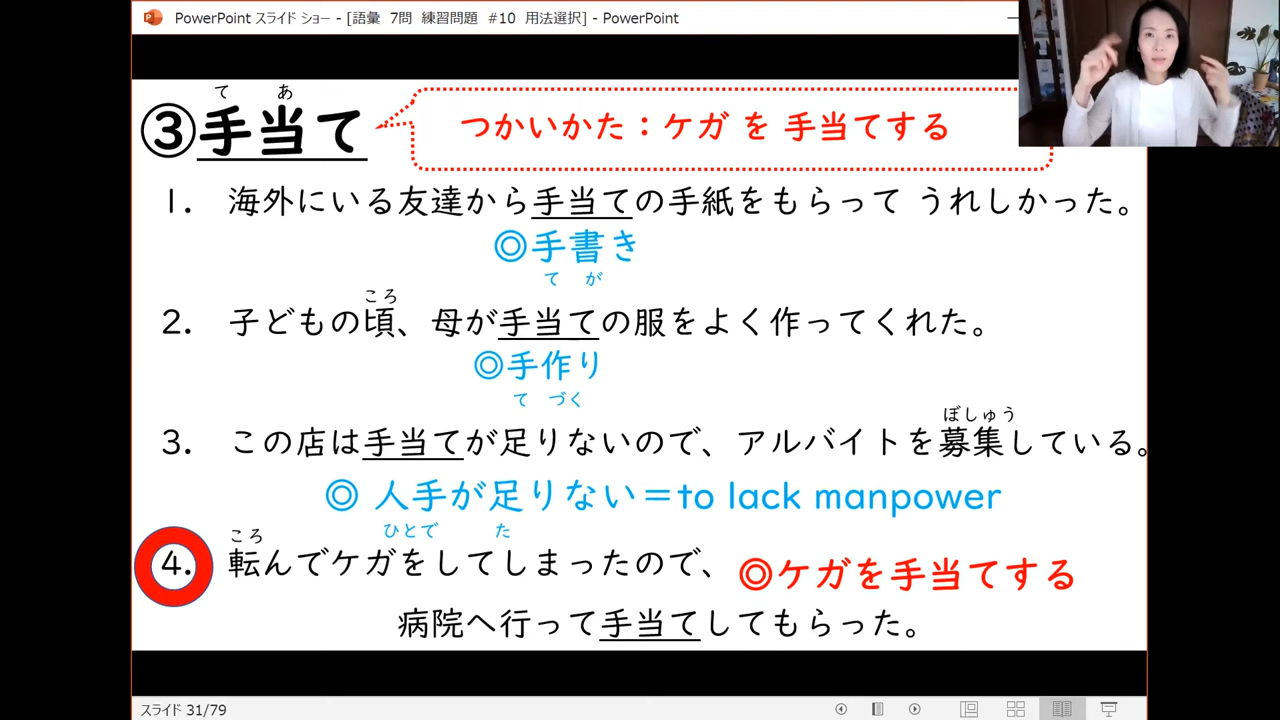 PowerPoint スライド ショー - [語彙 7問 練習問題 #10 用法選択] - PowerPoint
て あ
③手当て
つかいかた:ケガ を 手当てする
1. 海外にいる友達から手当ての手紙をもらって うれしかった。
◎手書き
て が
ころ
2. 子どもの頃、母が手当ての服をよく作ってくれた。
◎手作り
て づく
ぼしゅう
3. この店は手当てが足りないので、アルバイトを募集している。
◎ 人手が足りない=to lack manpower
ひとで た
ころ
4. 転んでケガをしてしまったので、
◎ケガを手当てする
病院へ行って手当てしてもらった。
スライド 31/79